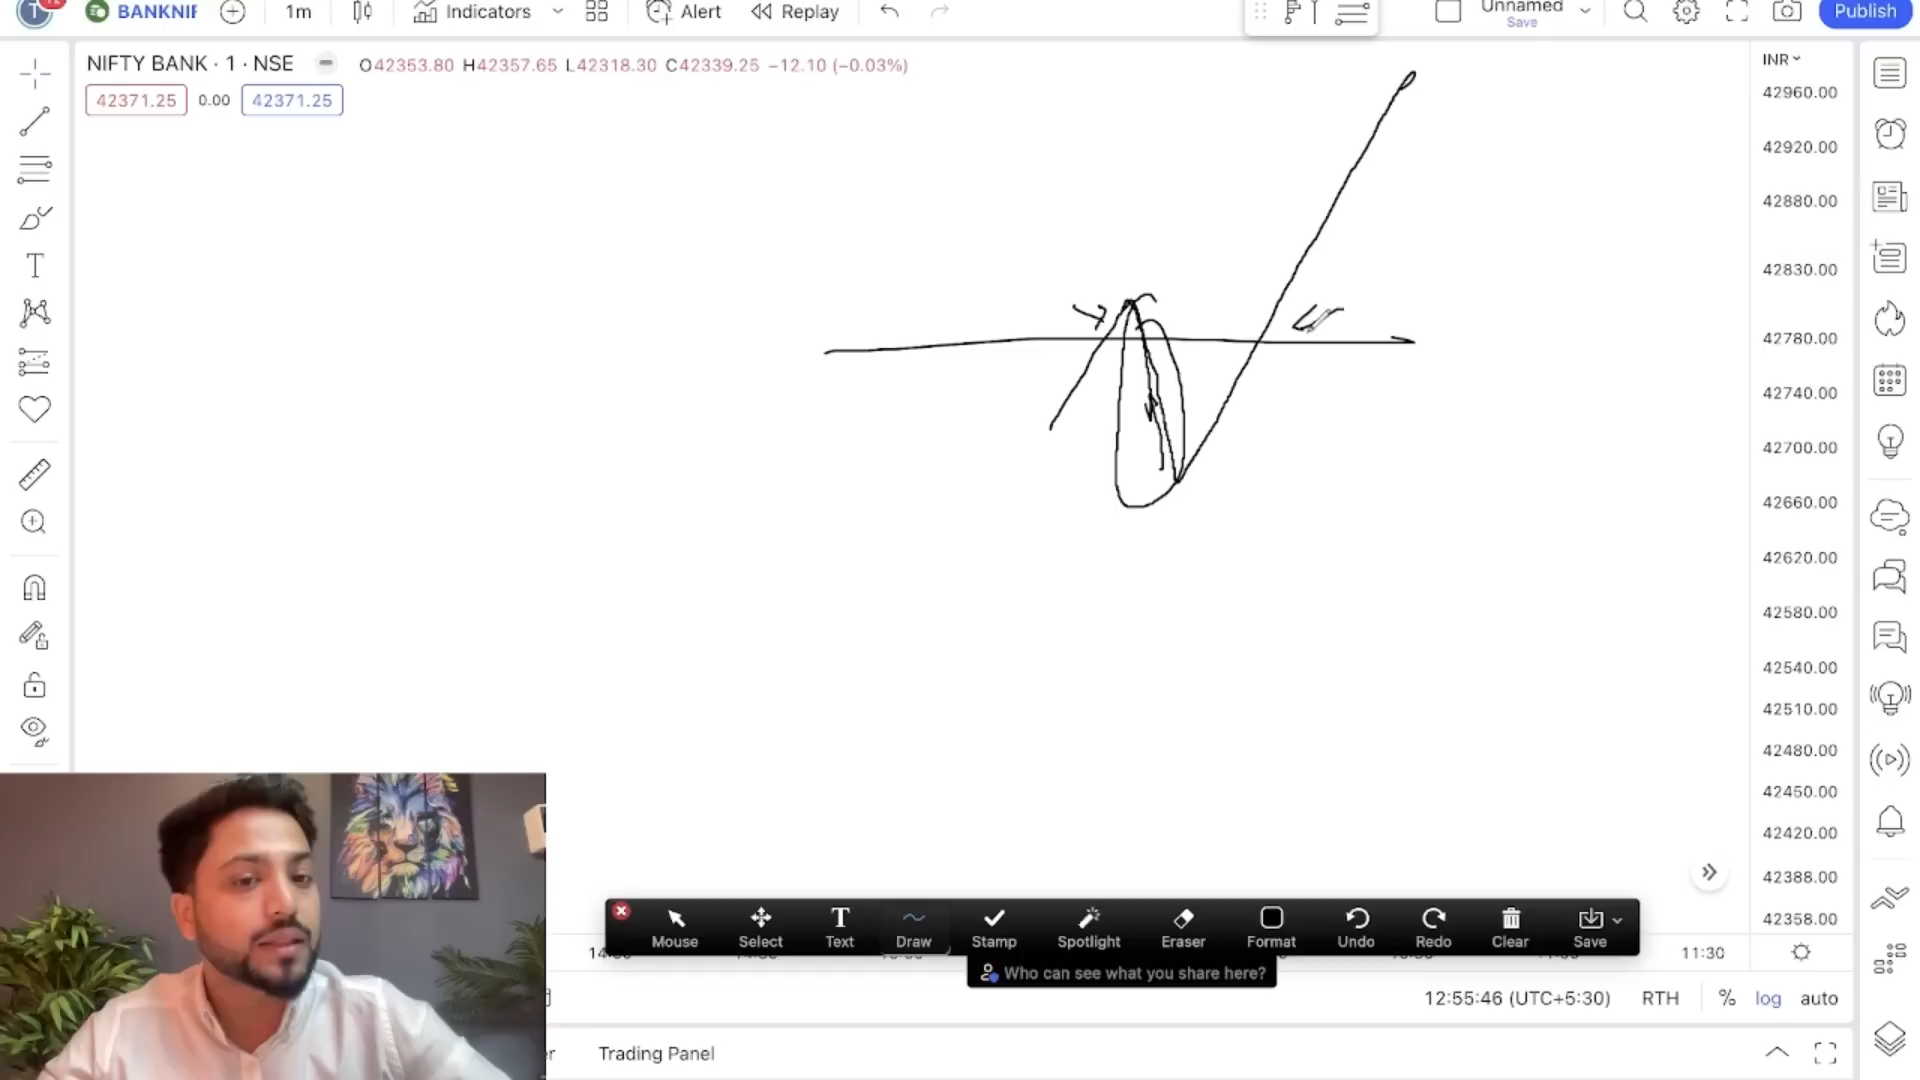 T 12 BANKNIF 1m Indicators Alert Replay Unnamed Save Publish
NIFTY BANK · 1 · NSE O42353.80 H42357.65 L42318.30 C42339.25 −12.10 (−0.03%)
42371.25 0.00 42371.25
INR
42960.00
42920.00
42880.00
42830.00
42780.00
42740.00
42700.00
42660.00
42620.00
42580.00
42540.00
42510.00
42480.00
42450.00
42420.00
42388.00
42358.00
Mouse Select Text Draw Stamp Spotlight Eraser Format Undo Redo Clear Save
11:30
Who can see what you share here?
12:55:46 (UTC+5:30) RTH % log auto
Trading Panel